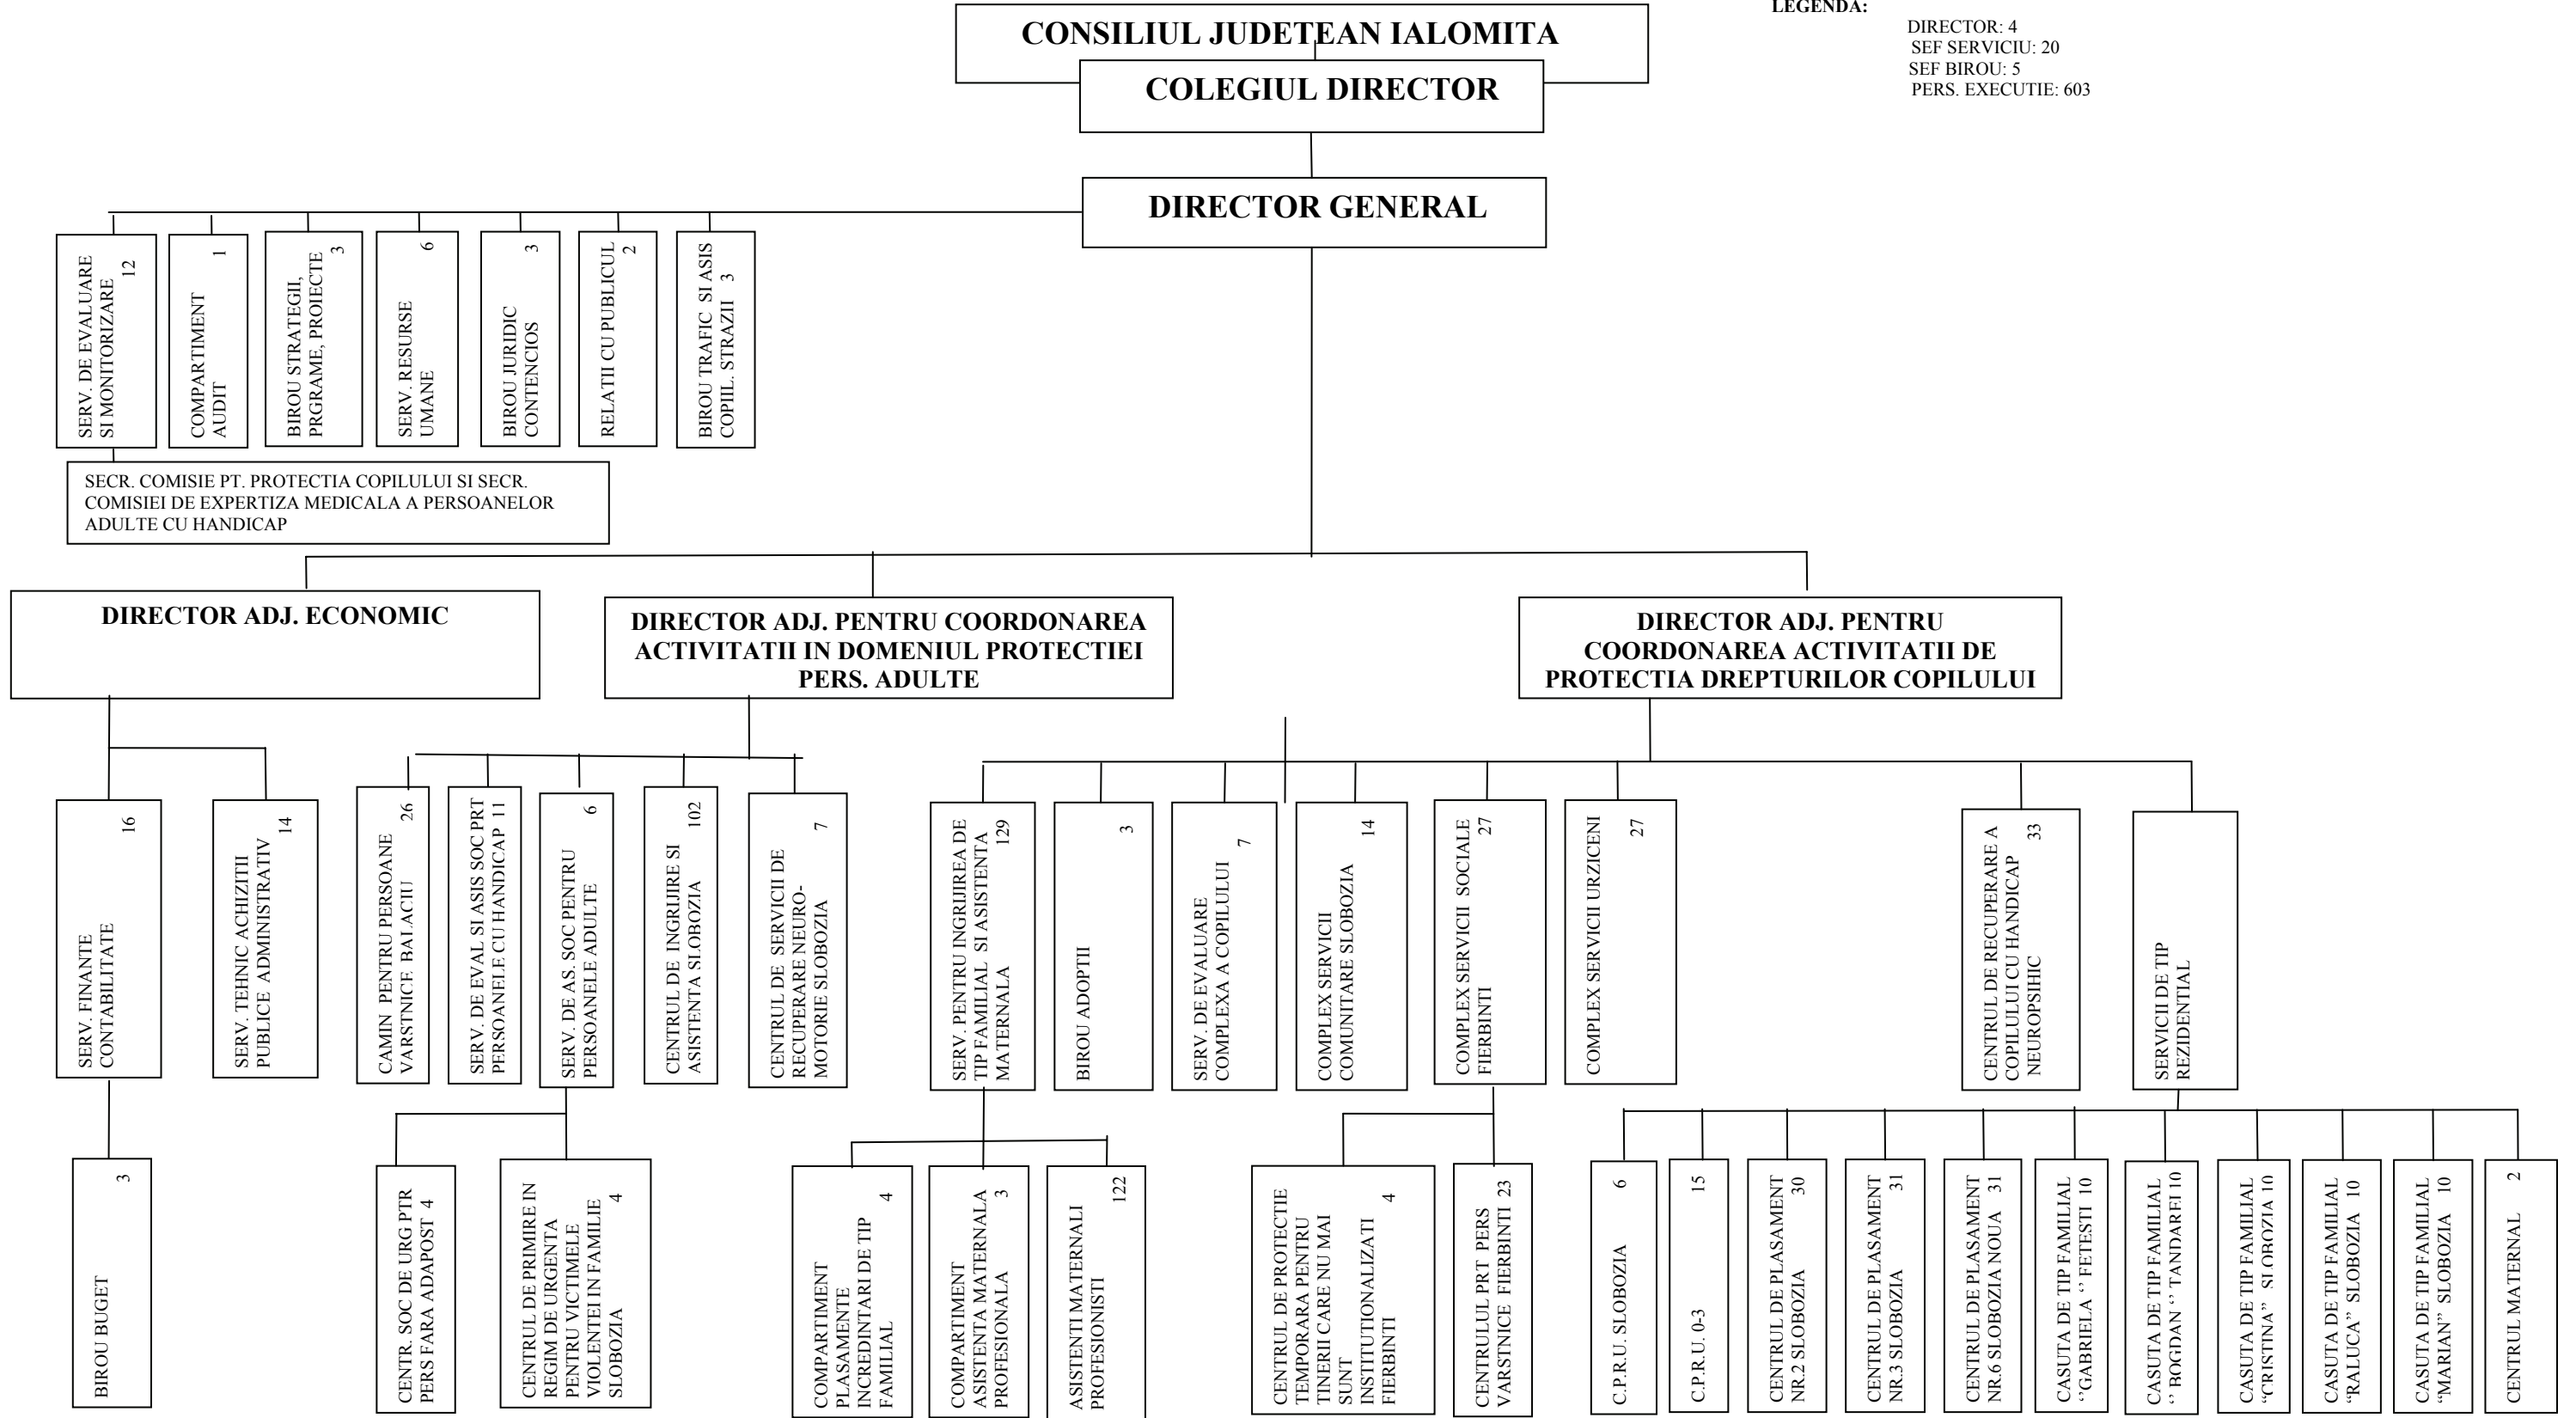 LEGENDA:
DIRECTOR: 4
SEF SERVICIU: 20
SEF BIROU: 5
PERS. EXECUTIE: 603
CONSILIUL JUDETEAN IALOMITA
COLEGIUL DIRECTOR
DIRECTOR GENERAL
SERV. DE EVALUARE
SI MONITORIZARE
12
COMPARTIMENT
AUDIT
1
BIROU STRATEGII,
PRGRAME, PROIECTE
3
SERV. RESURSE
UMANE
6
BIROU JURIDIC
CONTENCIOS
3
RELATII CU PUBLICUL
2
BIROU TRAFIC SI ASIS
COPIIL. STRAZII 3
SECR. COMISIE PT. PROTECTIA COPILULUI SI SECR.
COMISIEI DE EXPERTIZA MEDICALA A PERSOANELOR
ADULTE CU HANDICAP
DIRECTOR ADJ. ECONOMIC
DIRECTOR ADJ. PENTRU COORDONAREA
ACTIVITATII IN DOMENIUL PROTECTIEI
PERS. ADULTE
DIRECTOR ADJ. PENTRU
COORDONAREA ACTIVITATII DE
PROTECTIA DREPTURILOR COPILULUI
SERV. FINANTE
CONTABILITATE
16
SERV. TEHNIC ACHIZITII
PUBLICE ADMINISTRATIV
14
CAMIN PENTRU PERSOANE
VARSTNICE BALACIU 26
SERV. DE EVAL SI ASIS SOC PRT
PERSOANELE CU HANDICAP 11
SERV. DE AS. SOC PENTRU
PERSOANELE ADULTE 6
CENTRUL DE INGRIJIRE SI
ASISTENTA SLOBOZIA 102
CENTRUL DE SERVICII DE
RECUPERARE NEURO-
MOTORIE SLOBOZIA 7
SERV. PENTRU INGRIJIREA DE
TIP FAMILIAL SI ASISTENTA
MATERNALA 129
BIROU ADOPTII 3
SERV. DE EVALUARE
COMPLEXA A COPILULUI
7
COMPLEX SERVICII
COMUNITARE SLOBOZIA
14
COMPLEX SERVICII SOCIALE
FIERBINTI 27
COMPLEX SERVICII URZICENI
27
CENTRUL DE RECUPERARE A
COPILULUI CU HANDICAP
NEUROPSIHIC 33
SERVICII DE TIP
REZIDENTIAL
BIROU BUGET 3
CENTR. SOC DE URG PTR
PERS FARA ADAPOST 4
CENTRUL DE PRIMIRE IN
REGIM DE URGENTA
PENTRU VICTIMELE
VIOLENTEI IN FAMILIE
SLOBOZIA 4
COMPARTIMENT
PLASAMENTE
INCREDINTARI DE TIP
FAMILIAL 4
COMPARTIMENT
ASISTENTA MATERNALA
PROFESIONALA 3
ASISTENTI MATERNALI
PROFESIONISTI 122
CENTRUL DE PROTECTIE
TEMPORARA PENTRU
TINERII CARE NU MAI
SUNT
INSTITUTIONALIZATI
FIERBINTI 4
CENTRULUL PRT PERS
VARSTNICE FIERBINTI 23
C.P.R.U. SLOBOZIA 6
C.P.R.U. 0-3 15
CENTRUL DE PLASAMENT
NR.2 SLOBOZIA 30
CENTRUL DE PLASAMENT
NR.3 SLOBOZIA 31
CENTRUL DE PLASAMENT
NR.6 SLOBOZIA NOUA 31
CASUTA DE TIP FAMILIAL
‘’GABRIELA ‘’ FETESTI 10
CASUTA DE TIP FAMILIAL
‘’ BOGDAN ‘’ TANDAREI 10
CASUTA DE TIP FAMILIAL
“CRISTINA” SLOBOZIA 10
CASUTA DE TIP FAMILIAL
“RALUCA” SLOBOZIA 10
CASUTA DE TIP FAMILIAL
“MARIAN” SLOBOZIA 10
CENTRUL MATERNAL 2